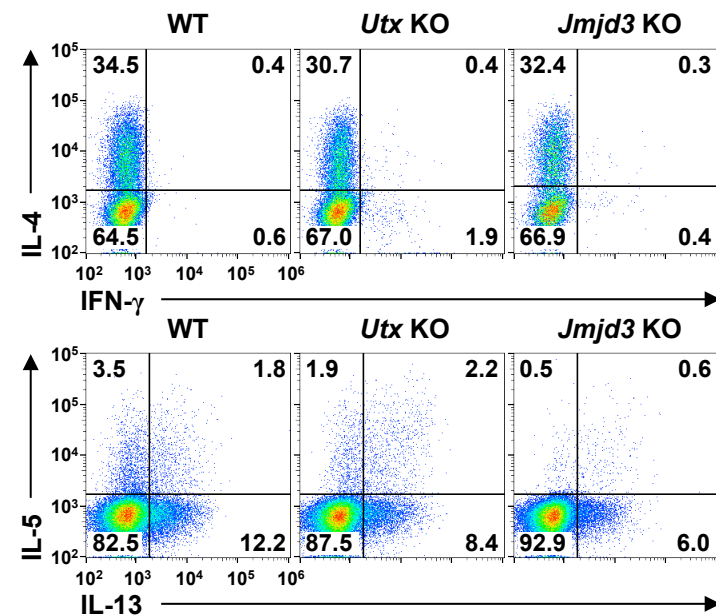 WT Utx KO Jmjd3 KO
10⁵ 34.5 0.4 30.7 0.4 32.4 0.3
10⁵
10⁴
10³
10² 64.5 0.6 67.0 1.9 66.9 0.4
IL-4
10² 10³ 10⁴ 10⁵ 10⁶
IFN-γ
WT Utx KO Jmjd3 KO
10⁵ 3.5 1.8 1.9 2.2 0.5 0.6
10⁵
10⁴
10³
10² 82.5 12.2 87.5 8.4 92.9 6.0
IL-5
10² 10³ 10⁴ 10⁵ 10⁶
IL-13